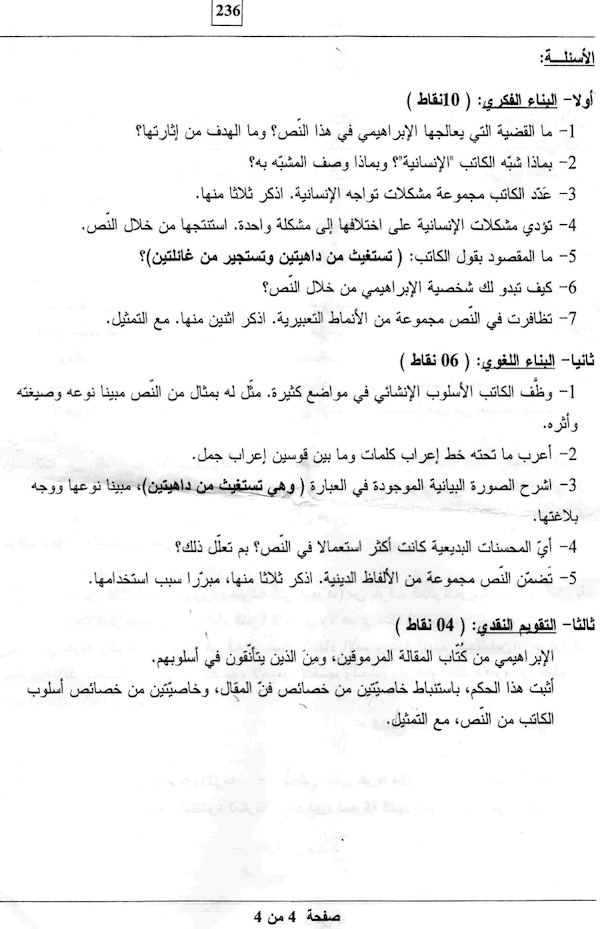 236
الأسئلـــة:
أولا- البناء الفكري: ( 10نقاط )
1- ما القضية التي يعالجها الإبراهيمي في هذا النّص؟ وما الهدف من إثارتها؟
2- بماذا شبّه الكاتب "الإنسانية"؟ وبماذا وصف المشبّه به؟
3- عَدّد الكاتب مجموعة مشكلات تواجه الإنسانية. اذكر ثلاثا منها.
4- تؤدي مشكلات الإنسانية على اختلافها إلى مشكلة واحدة. استنتجها من خلال النّص.
5- ما المقصود بقول الكاتب: ( تستغيث من داهيتين وتستجير من غائلتين)؟
6- كيف تبدو لك شخصية الإبراهيمي من خلال النّص؟
7- تظافرت في النّص مجموعة من الأنماط التعبيرية. اذكر اثنين منها. مع التمثيل.
ثانيا- البناء اللغوي: ( 06 نقاط )
1- وظَّف الكاتب الأسلوب الإنشائي في مواضع كثيرة. مثّل له بمثال من النّص مبينا نوعه وصيغته
وأثره.
2- أعرب ما تحته خط إعراب كلمات وما بين قوسين إعراب جمل.
3- اشرح الصورة البيانية الموجودة في العبارة ( وهي تستغيث من داهيتين)، مبينا نوعها ووجه
بلاغتها.
4- أيّ المحسنات البديعية كانت أكثر استعمالا في النّص؟ بم تعلّل ذلك؟
5- تَضمّن النّص مجموعة من الألفاظ الدينية. اذكر ثلاثا منها، مبررّا سبب استخدامها.
ثالثا- التقويم النقدي: ( 04 نقاط )
الإبراهيمي من كُتّاب المقالة المرموقين، ومنَ الذين يتأنّقون في أسلوبهم.
أثبت هذا الحكم، باستنباط خاصيّتين من خصائص فنّ المقال، وخاصيّتين من خصائص أسلوب
الكاتب من النّص، مع التمثيل.
صفحة 4 من 4